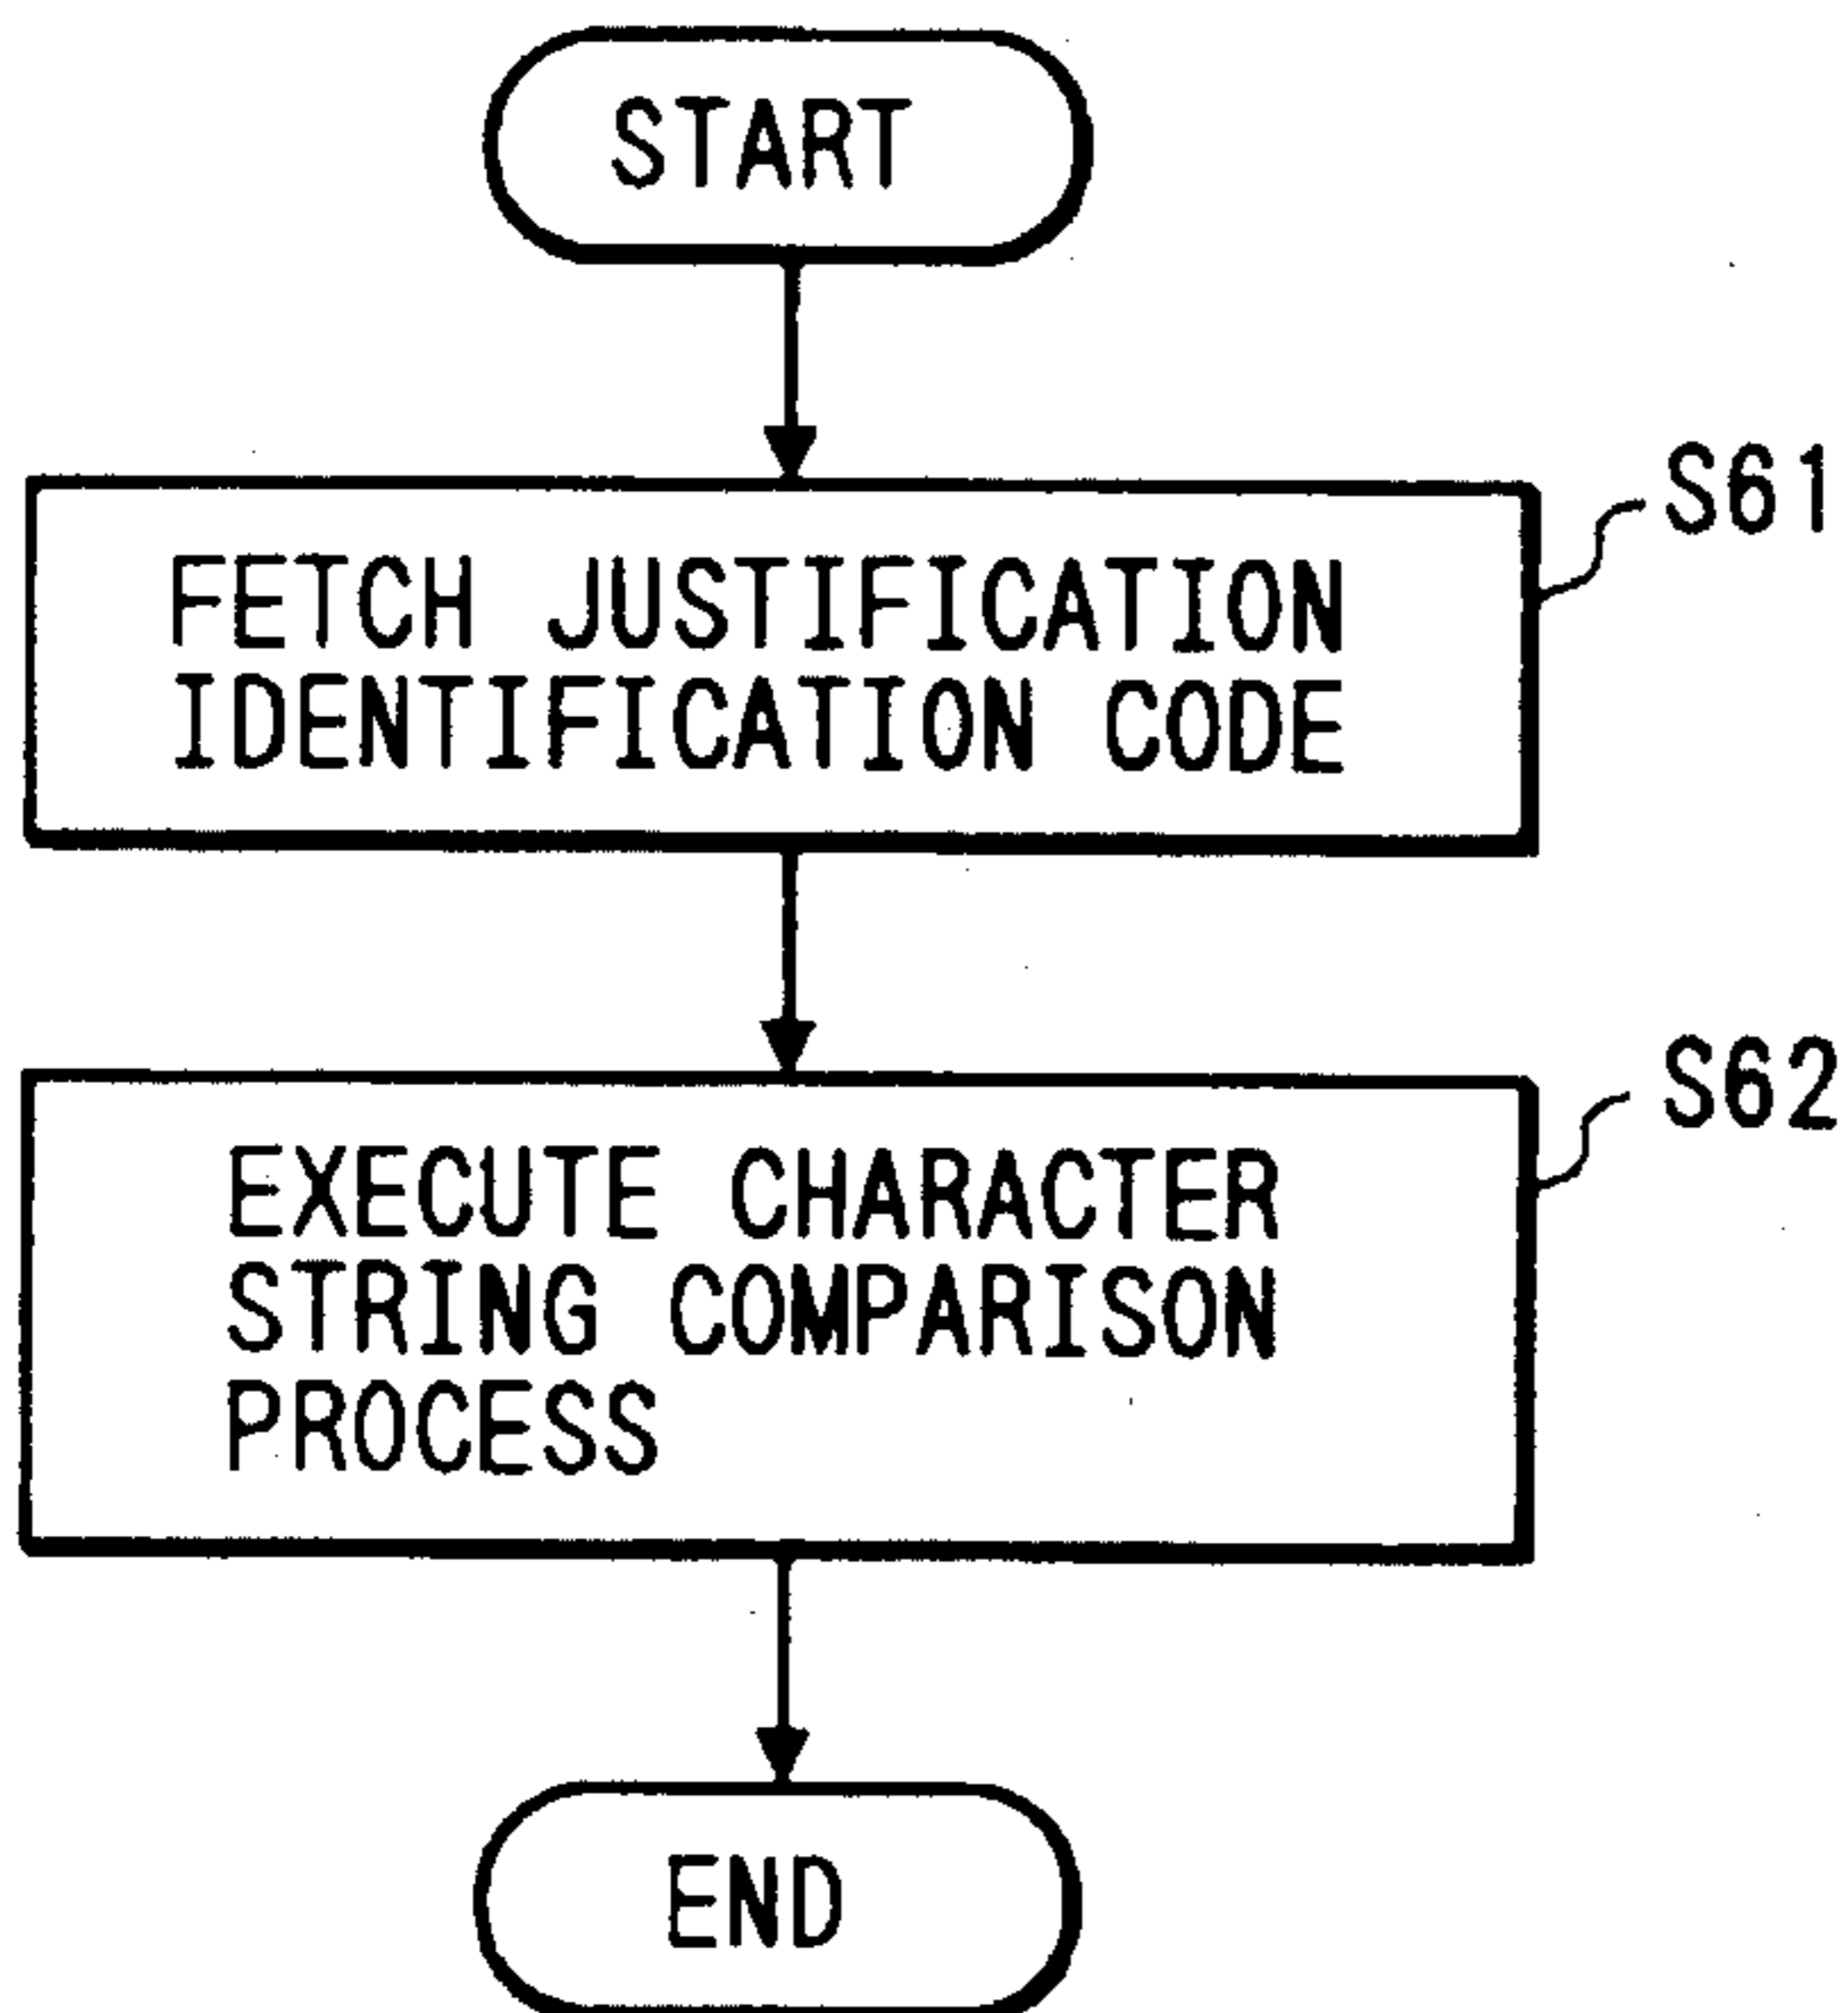 START
S61
FETCH JUSTIFICATION
IDENTIFICATION CODE
S62
EXECUTE CHARACTER
STRING COMPARISON
PROCESS
END